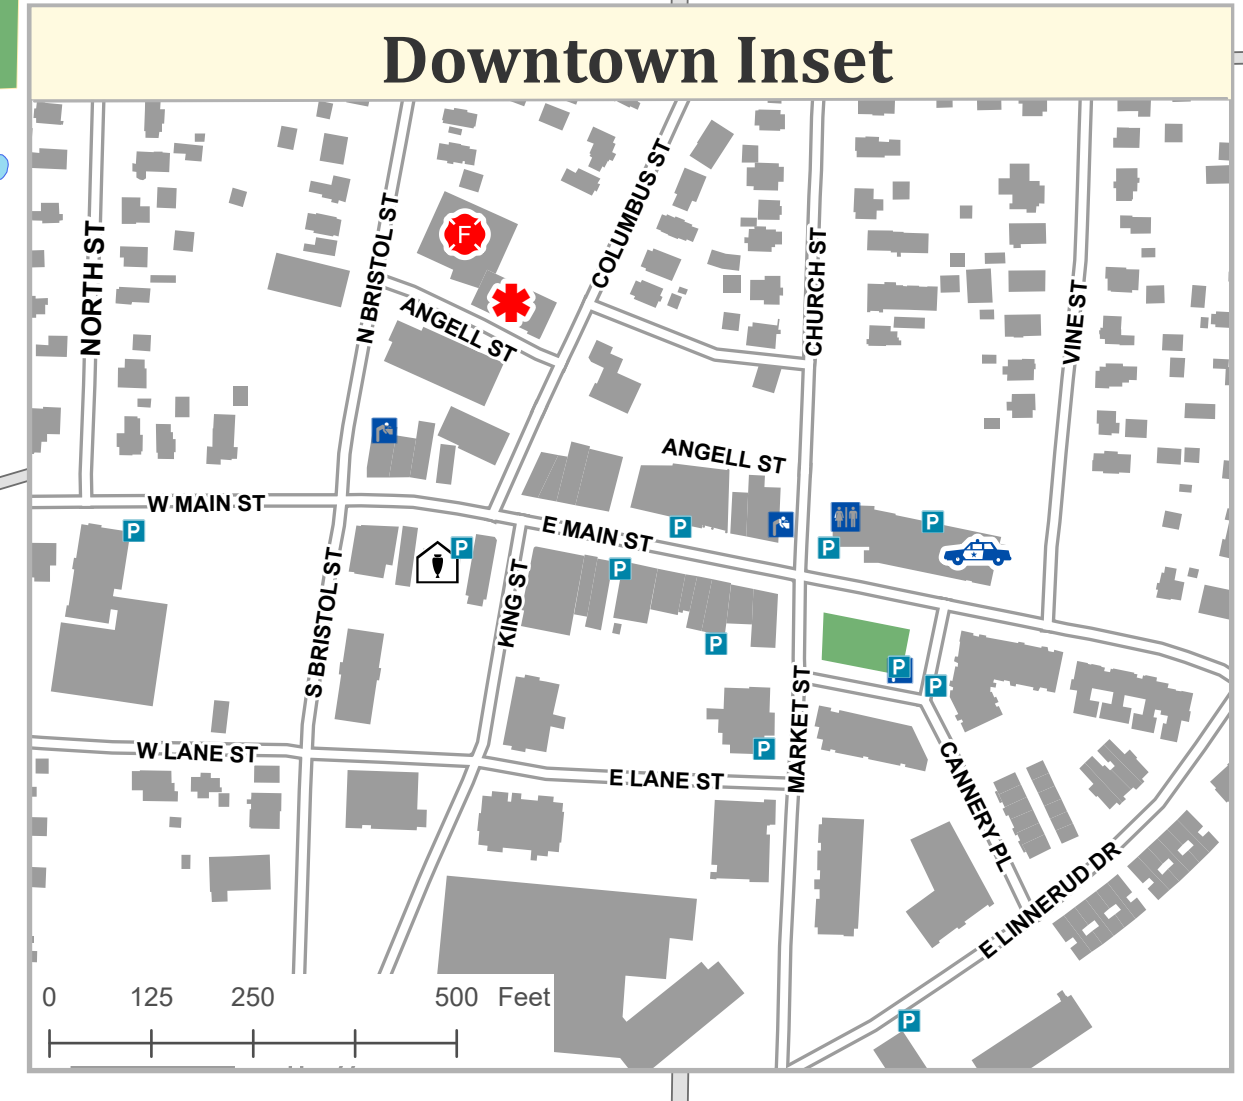 Downtown Inset
NORTH ST
N BRISTOL ST
COLUMBUS ST
CHURCH ST
VINE ST
F
ANGELL ST
ANGELL ST
W MAIN ST
E MAIN ST
P
P
P
P
P
P
S BRISTOL ST
KING ST
P
P
P
MARKET ST
W LANE ST
E LANE ST
P
CANNERY PL
E LINNERUD DR
P
0 125 250 500 Feet